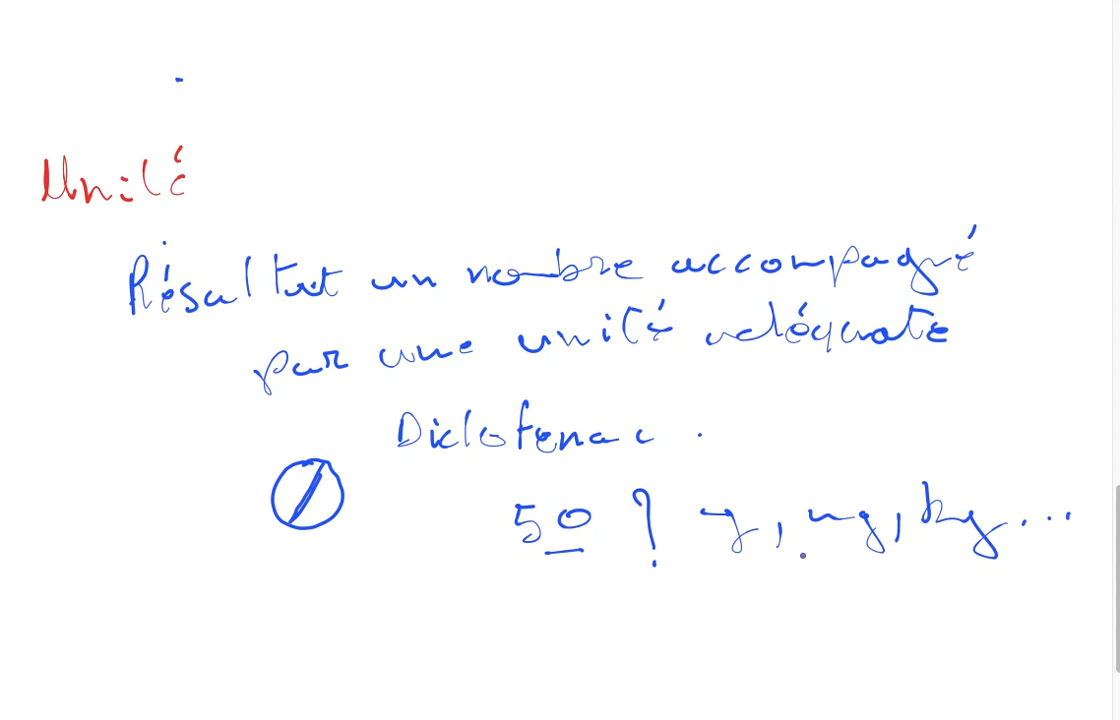 Unité
Résultat un nombre accompagné
par une unité adéquate
Diclofenac .
50 ? g, mg, kg...